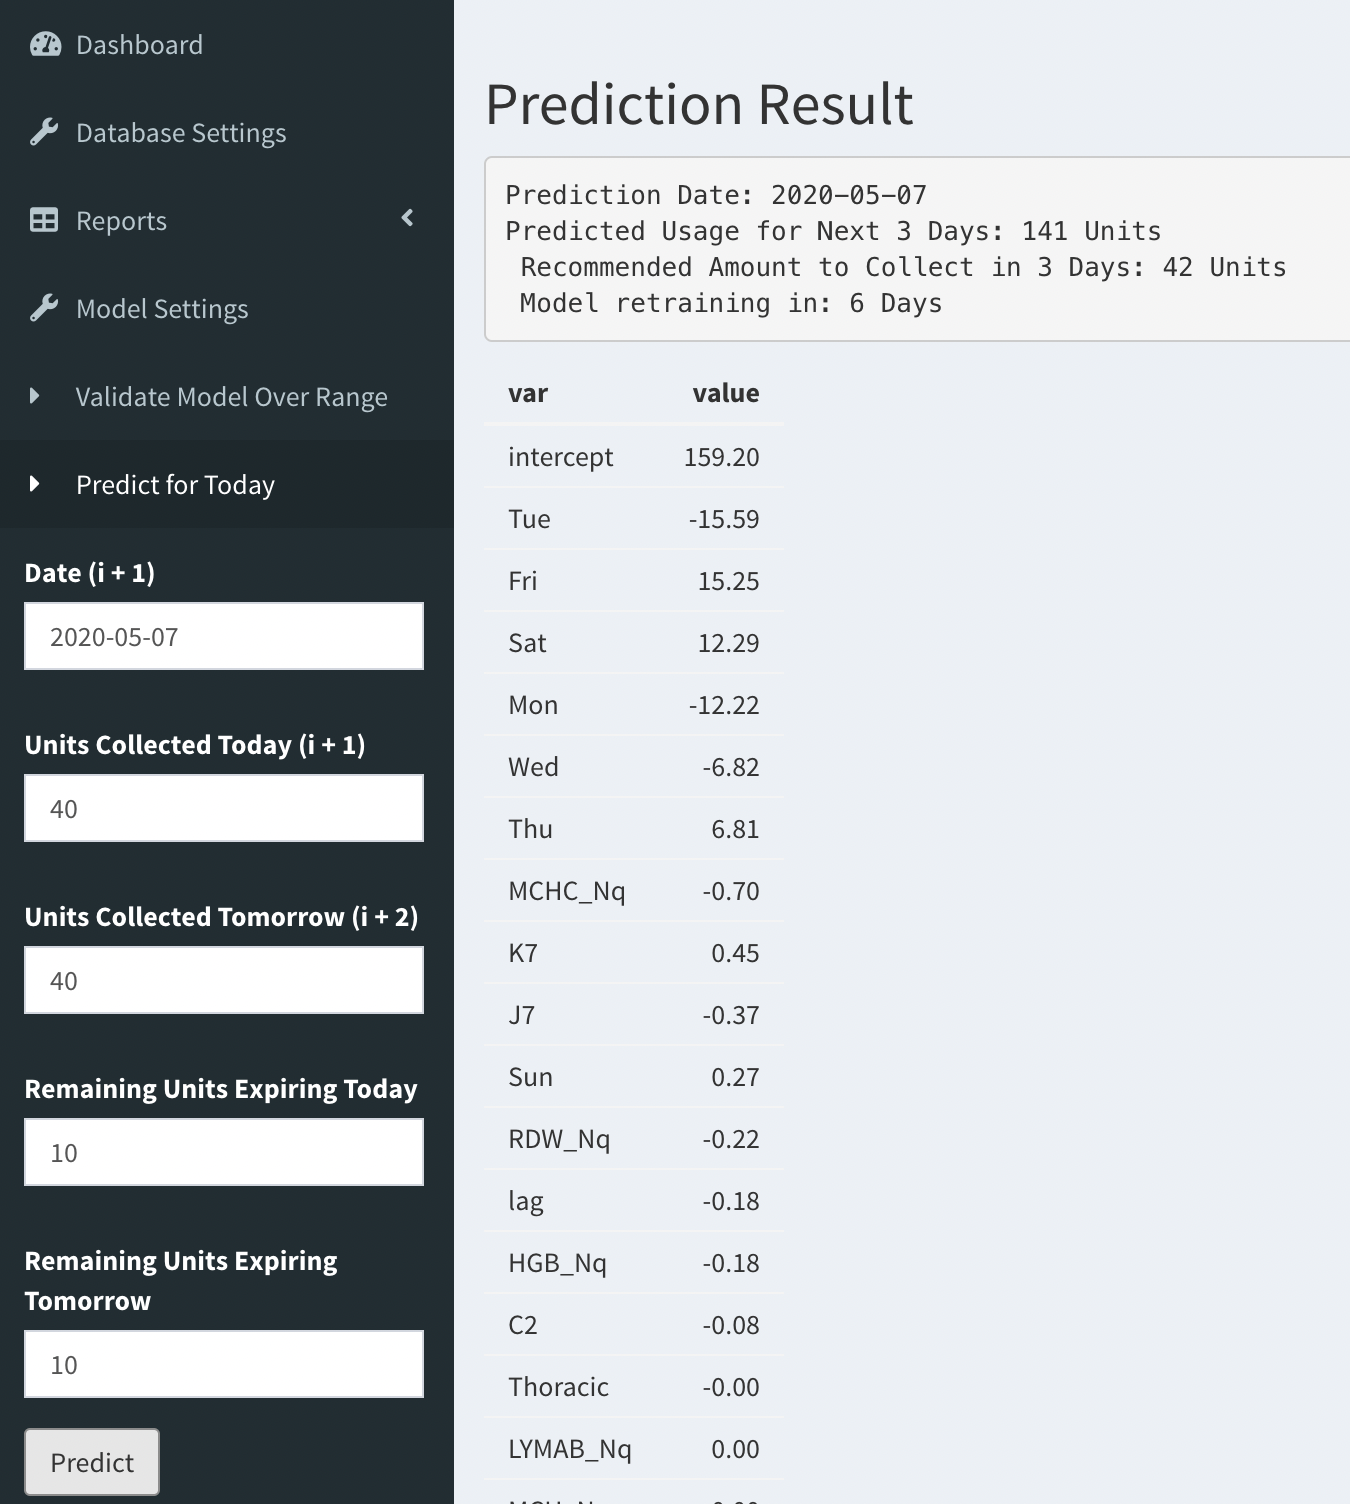 Dashboard
Database Settings
Reports
Model Settings
Validate Model Over Range
Predict for Today
Date (i + 1)
2020-05-07
Units Collected Today (i + 1)
40
Units Collected Tomorrow (i + 2)
40
Remaining Units Expiring Today
10
Remaining Units Expiring
Tomorrow
10
Predict
Prediction Result
Prediction Date: 2020-05-07
Predicted Usage for Next 3 Days: 141 Units
Recommended Amount to Collect in 3 Days: 42 Units
Model retraining in: 6 Days
var value
intercept 159.20
Tue -15.59
Fri 15.25
Sat 12.29
Mon -12.22
Wed -6.82
Thu 6.81
MCHC_Nq -0.70
K7 0.45
J7 -0.37
Sun 0.27
RDW_Nq -0.22
lag -0.18
HGB_Nq -0.18
C2 -0.08
Thoracic -0.00
LYMAB_Nq 0.00